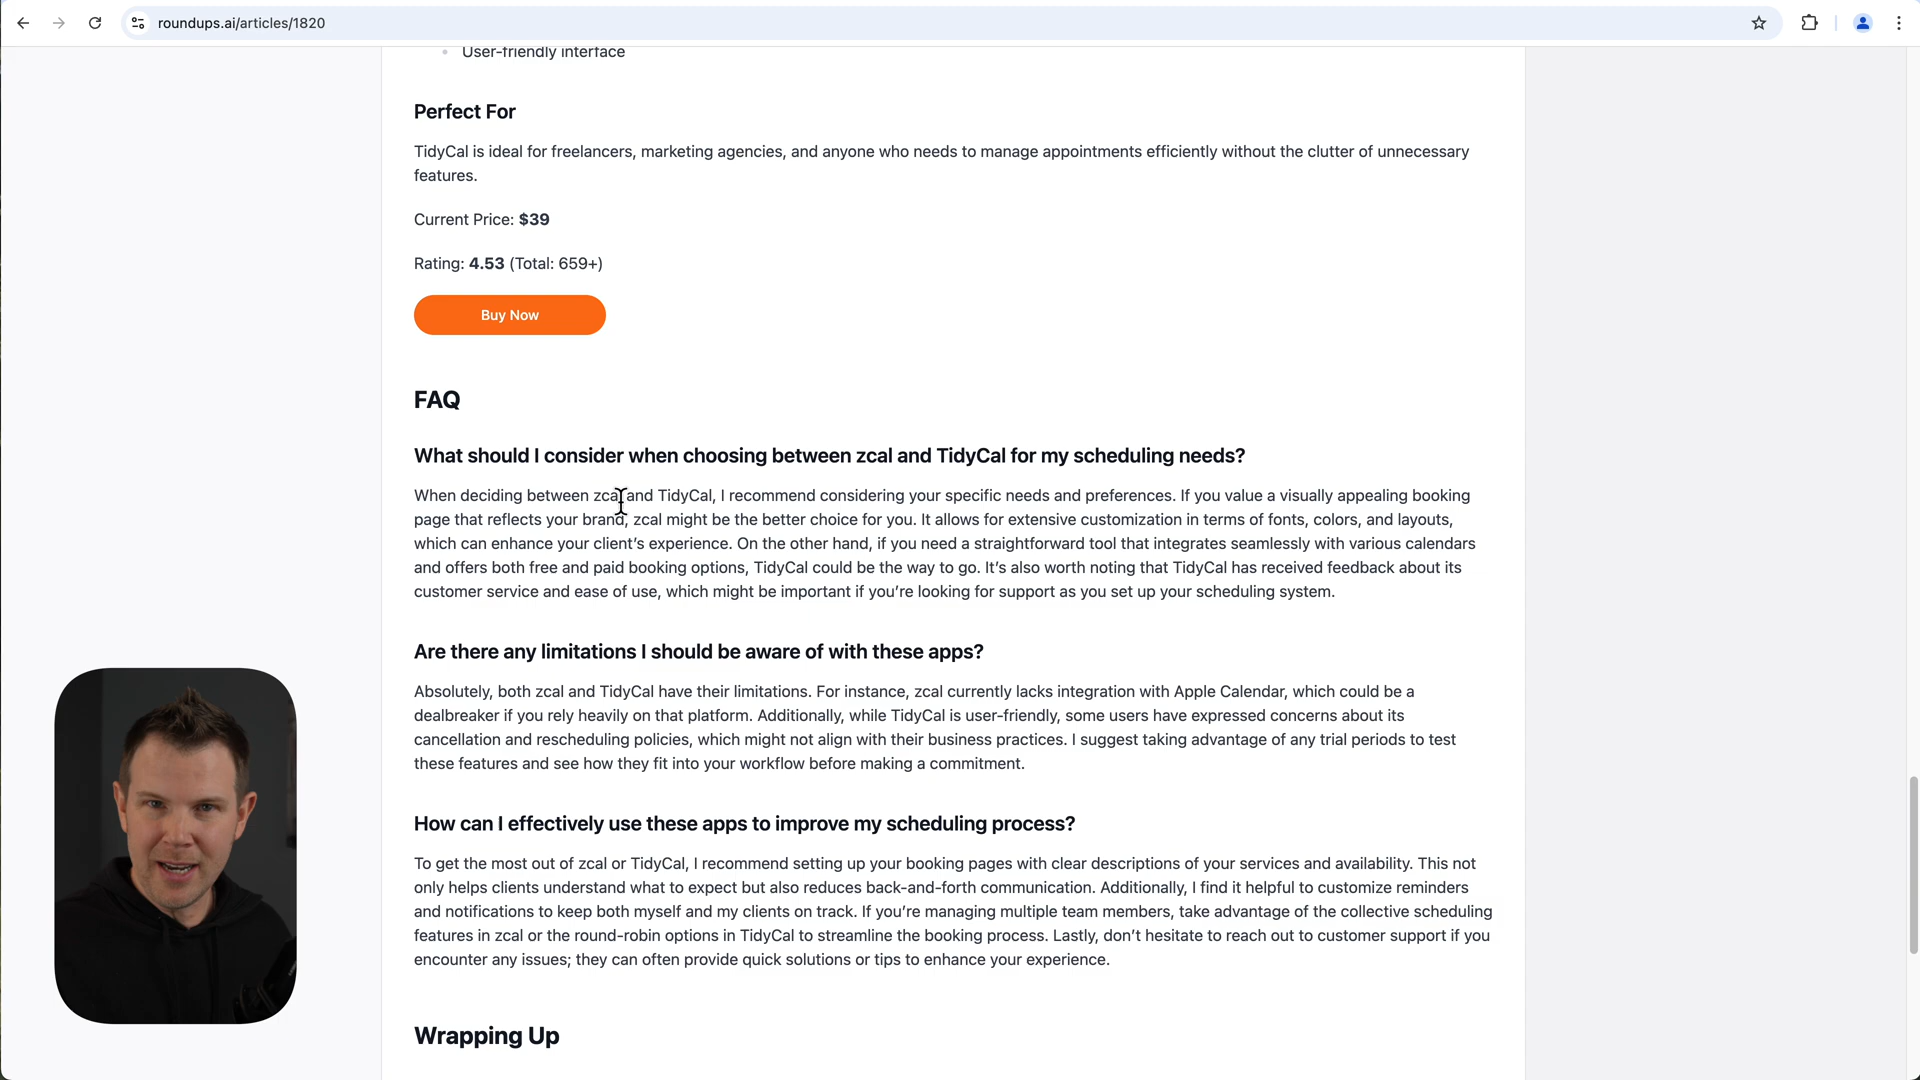 roundups.ai/articles/1820
User-friendly interface
Perfect For
TidyCal is ideal for freelancers, marketing agencies, and anyone who needs to manage appointments efficiently without the clutter of unnecessary
features.
Current Price: $39
Rating: 4.53 (Total: 659+)
Buy Now
FAQ
What should I consider when choosing between zcal and TidyCal for my scheduling needs?
When deciding between zcal and TidyCal, I recommend considering your specific needs and preferences. If you value a visually appealing booking
page that reflects your brand, zcal might be the better choice for you. It allows for extensive customization in terms of fonts, colors, and layouts,
which can enhance your client's experience. On the other hand, if you need a straightforward tool that integrates seamlessly with various calendars
and offers both free and paid booking options, TidyCal could be the way to go. It's also worth noting that TidyCal has received feedback about its
customer service and ease of use, which might be important if you're looking for support as you set up your scheduling system.
Are there any limitations I should be aware of with these apps?
Absolutely, both zcal and TidyCal have their limitations. For instance, zcal currently lacks integration with Apple Calendar, which could be a
dealbreaker if you rely heavily on that platform. Additionally, while TidyCal is user-friendly, some users have expressed concerns about its
cancellation and rescheduling policies, which might not align with their business practices. I suggest taking advantage of any trial periods to test
these features and see how they fit into your workflow before making a commitment.
How can I effectively use these apps to improve my scheduling process?
To get the most out of zcal or TidyCal, I recommend setting up your booking pages with clear descriptions of your services and availability. This not
only helps clients understand what to expect but also reduces back-and-forth communication. Additionally, I find it helpful to customize reminders
and notifications to keep both myself and my clients on track. If you're managing multiple team members, take advantage of the collective scheduling
features in zcal or the round-robin options in TidyCal to streamline the booking process. Lastly, don't hesitate to reach out to customer support if you
encounter any issues; they can often provide quick solutions or tips to enhance your experience.
Wrapping Up